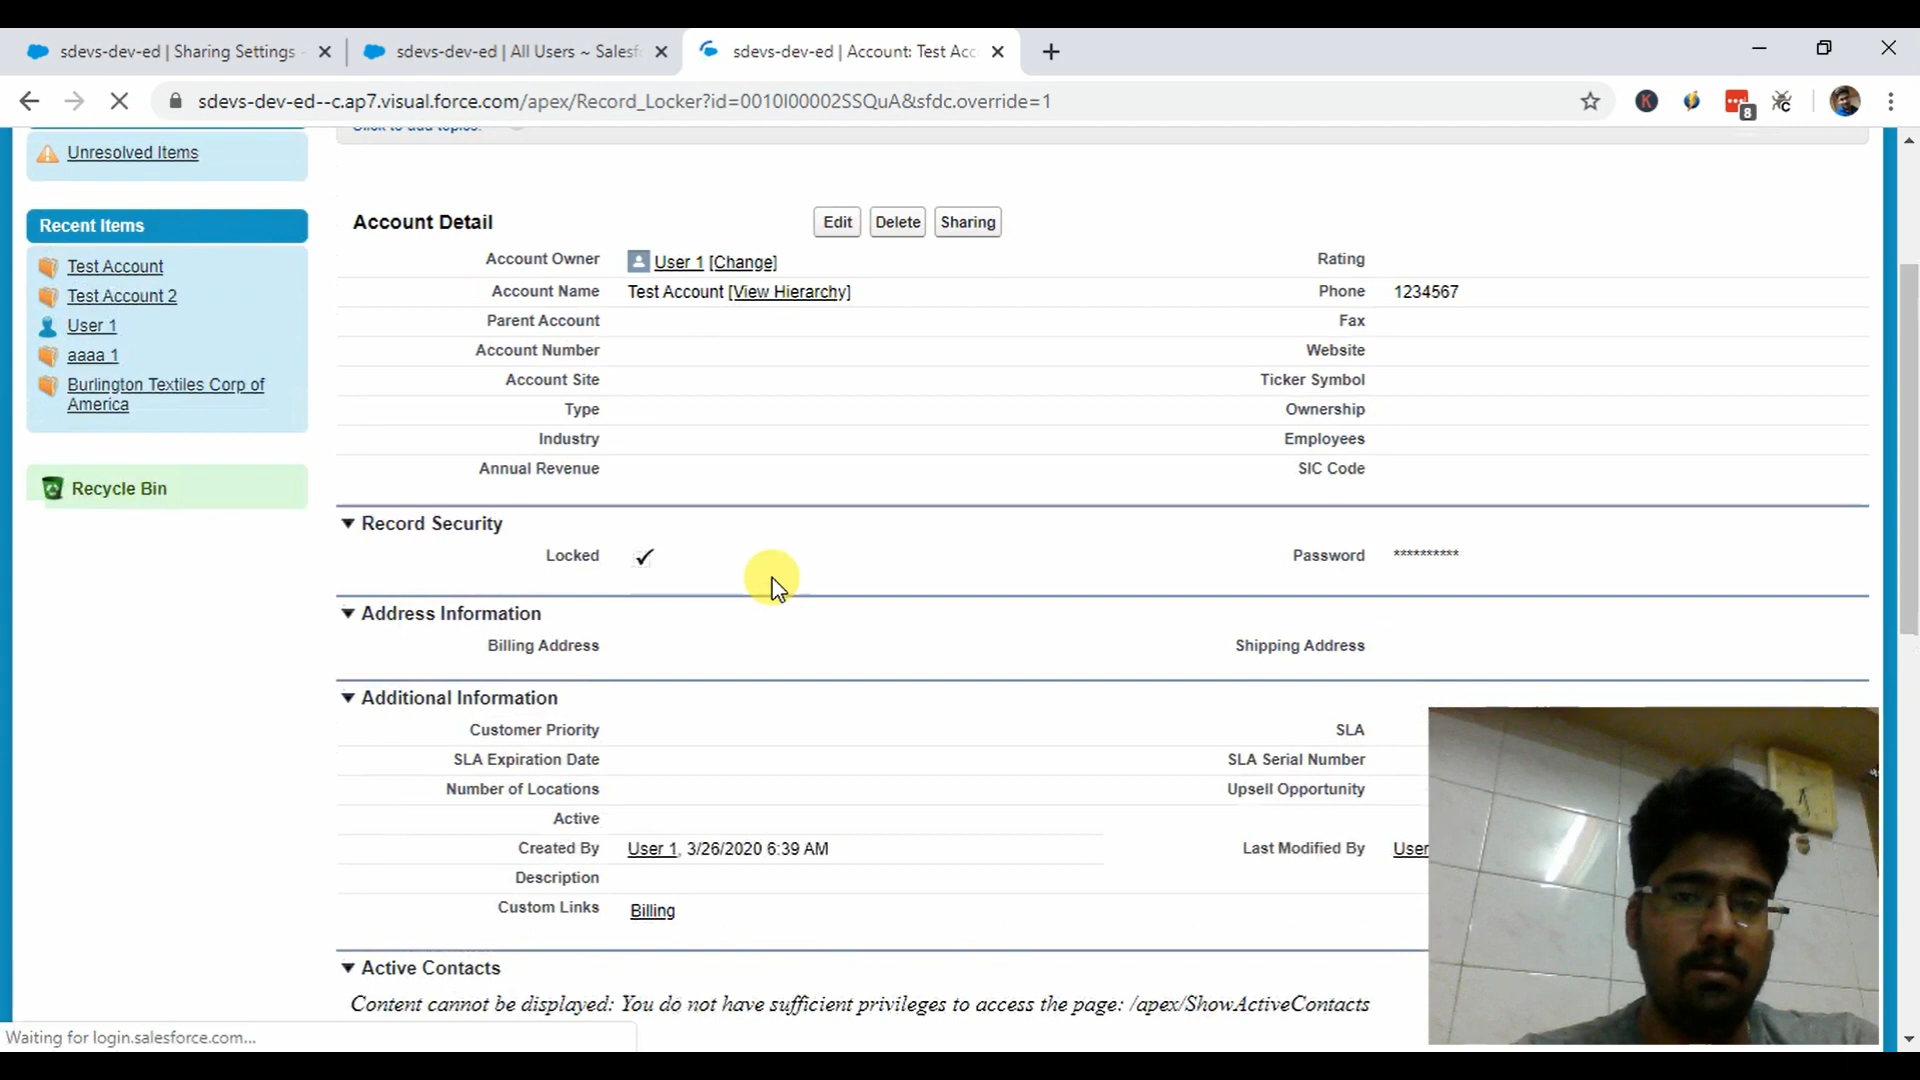 sdevs-dev-ed | Sharing Settings
sdevs-dev-ed | All Users ~ Salesf
sdevs-dev-ed | Account: Test Acc
sdevs-dev-ed--c.ap7.visual.force.com/apex/Record_Locker?id=0010I00002SSQuA&sfdc.override=1
K
8
Click to add topics:
Unresolved Items
Recent Items
Test Account
Test Account 2
User 1
aaaa 1
Burlington Textiles Corp of
America
Recycle Bin
Account Detail Edit Delete Sharing
Account Owner User 1 [Change] Rating
Account Name Test Account [View Hierarchy] Phone 1234567
Parent Account Fax
Account Number Website
Account Site Ticker Symbol
Type Ownership
Industry Employees
Annual Revenue SIC Code
Record Security
Locked Password **********
Address Information
Billing Address Shipping Address
Additional Information
Customer Priority SLA
SLA Expiration Date SLA Serial Number
Number of Locations Upsell Opportunity
Active
Created By User 1, 3/26/2020 6:39 AM Last Modified By User
Description
Custom Links Billing
Active Contacts
Content cannot be displayed: You do not have sufficient privileges to access the page: /apex/ShowActiveContacts
Waiting for login.salesforce.com...